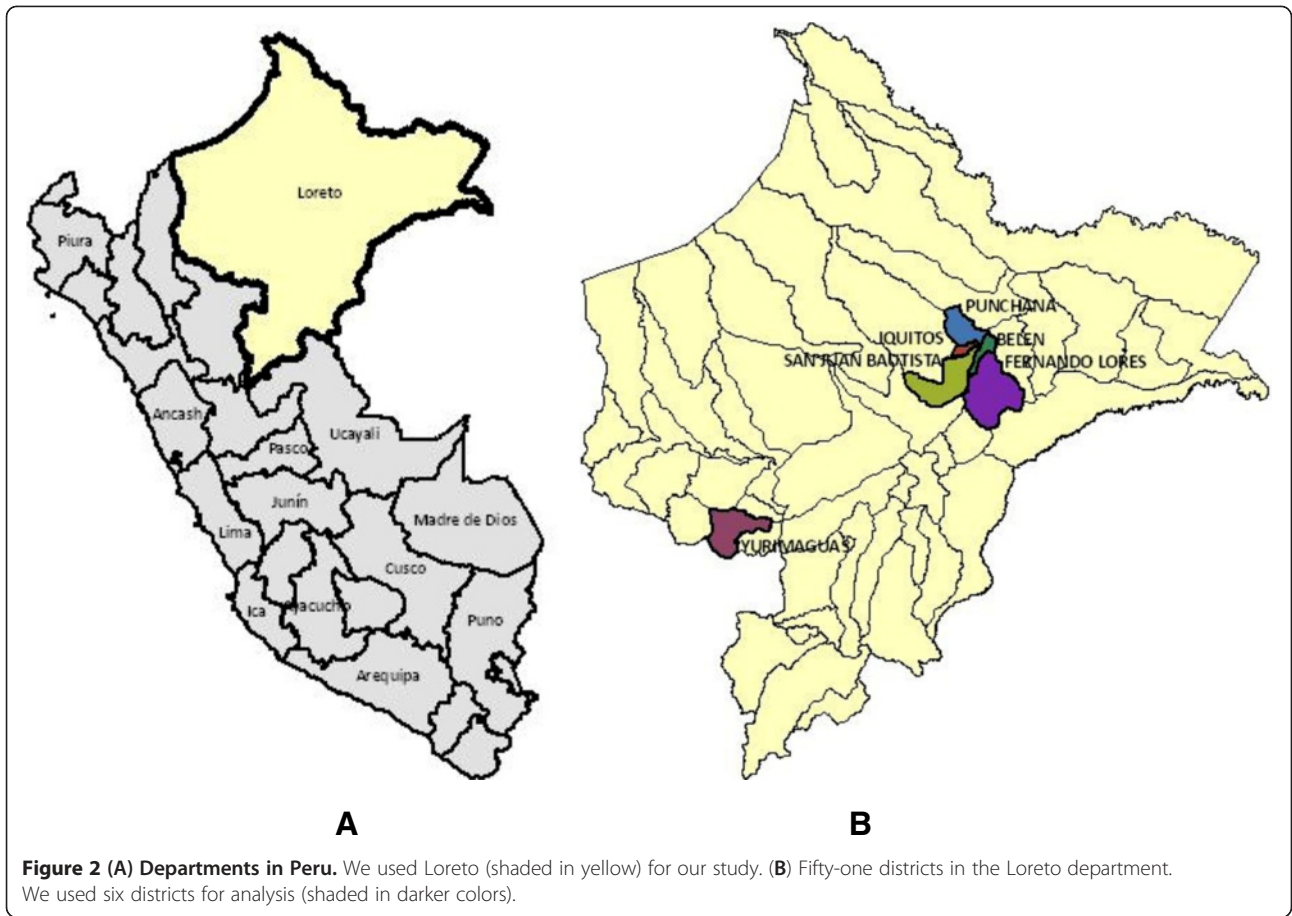 Loreto
Piura
Ancash
Ucayali
Pasco
Junín
Madre de Dios
Lima
Cusco
Ica
Ayacucho
Puno
Arequipa
A
PUNCHANA
IQUITOS
BELEN
SAN JUAN BAUTISTA
FERNANDO LORES
YURIMAGUAS
B
Figure 2 (A) Departments in Peru. We used Loreto (shaded in yellow) for our study. (B) Fifty-one districts in the Loreto department.
We used six districts for analysis (shaded in darker colors).